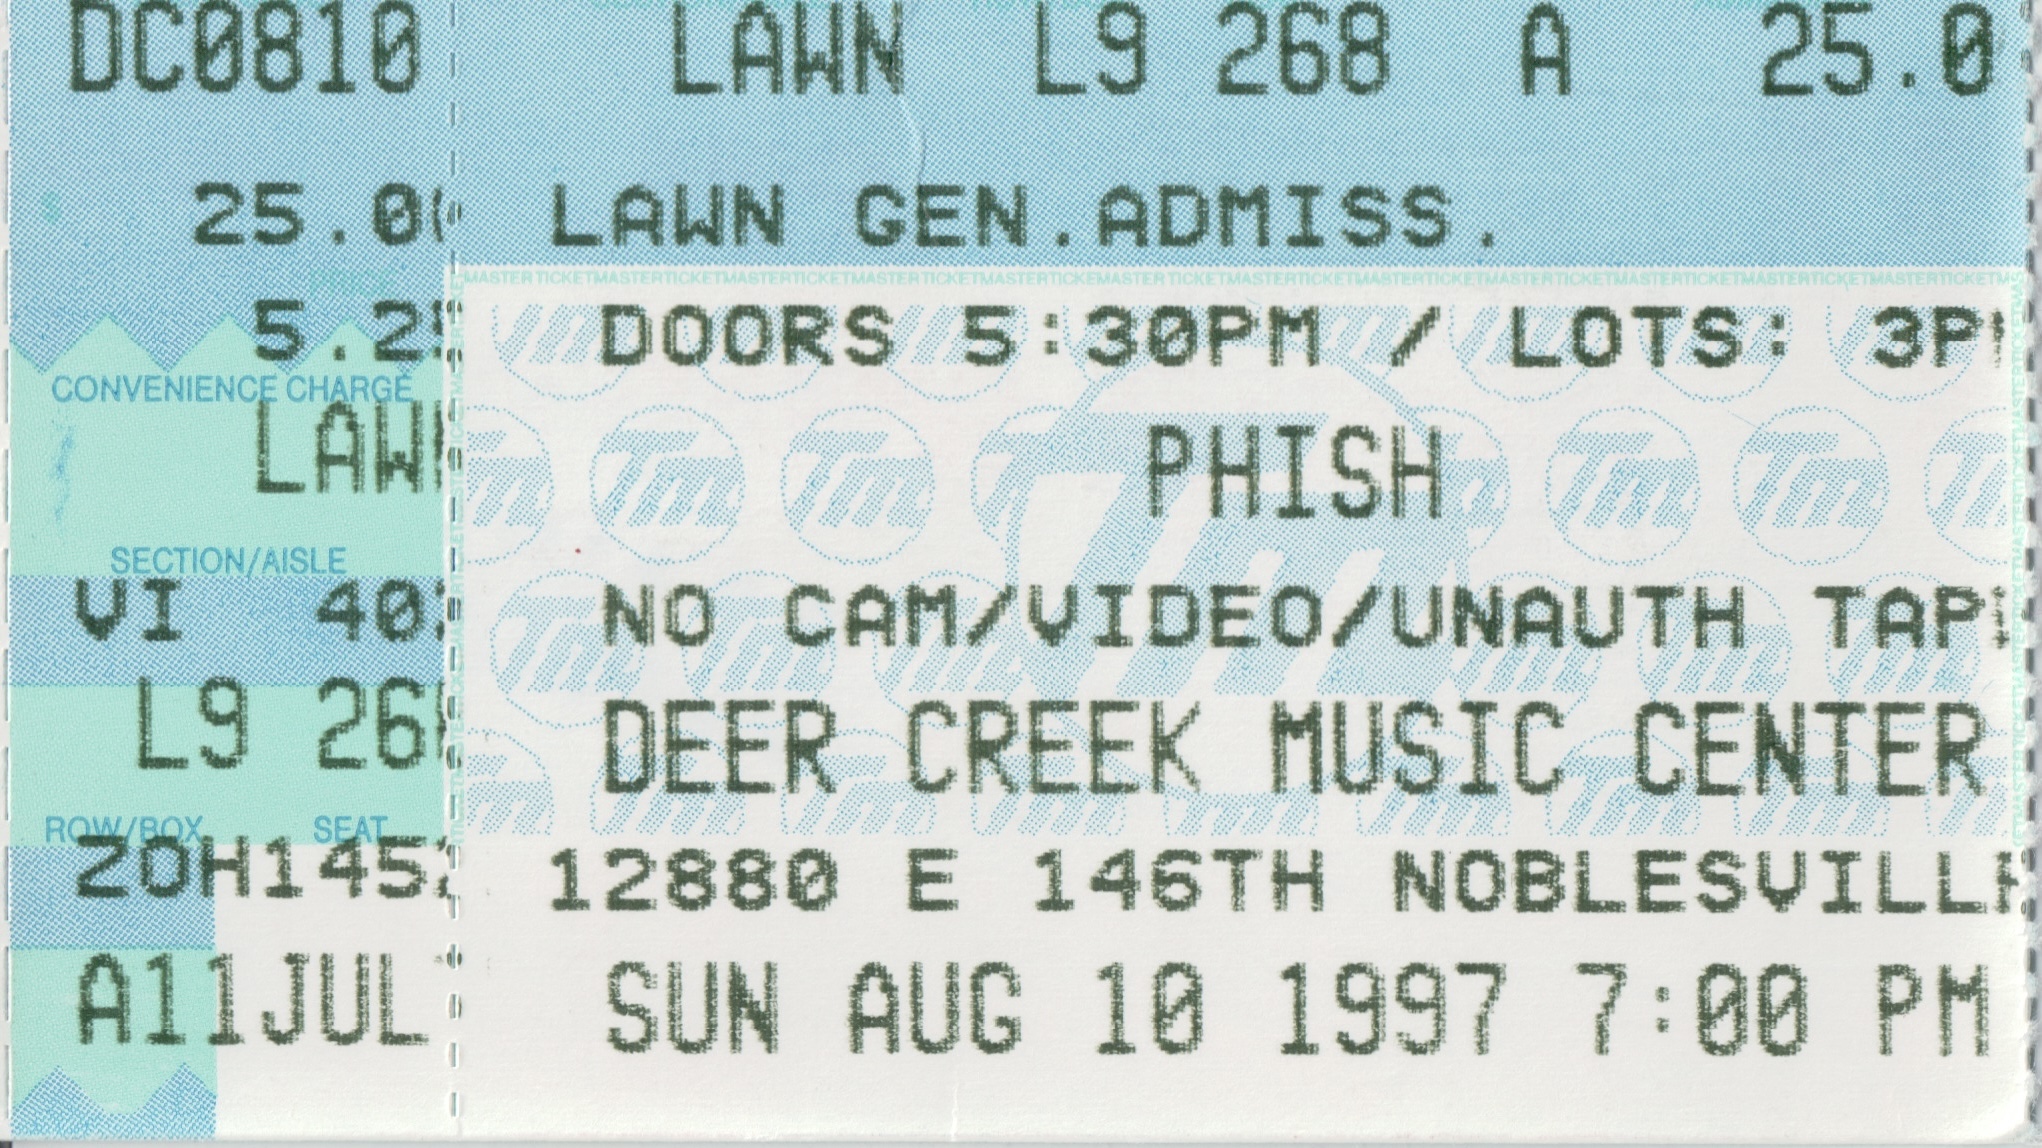 DC0810 LAWN L9 268 A 25.0
25.0 LAWN GEN.ADMISS.
PRICE
MASTERTICKETMASTERTICKETMASTERTICKETMASTERTICKETMASTERTICKETMASTERTICKETMASTERTICKETMASTERTICKETMASTERTICKETMASTERTICKETMASTERTICKETMASTERTICKETMAS
5.2 DOORS 5:30PM / LOTS: 3P
CONVENIENCE CHARGE
LAW PHISH
SECTION/AISLE
VI 40 NO CAM/VIDEO/UNAUTH TAP
L9 26 DEER CREEK MUSIC CENTER
ROW/BOX SEAT
ZOH145 12880 E 146TH NOBLESVILL
A11JUL SUN AUG 10 1997 7:00 PM